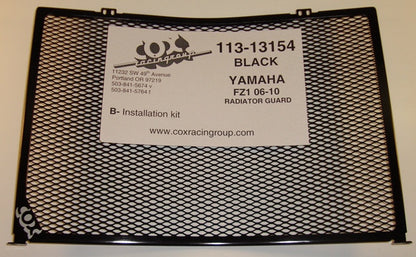 COX
racingroup
11232 SW 49th Avenue
Portland OR 97219
503-841-5674 v
503-841-5764 f
B- Installation kit
113-13154
BLACK
YAMAHA
FZ1 06-10
RADIATOR GUARD
www.coxracingroup.com
COX